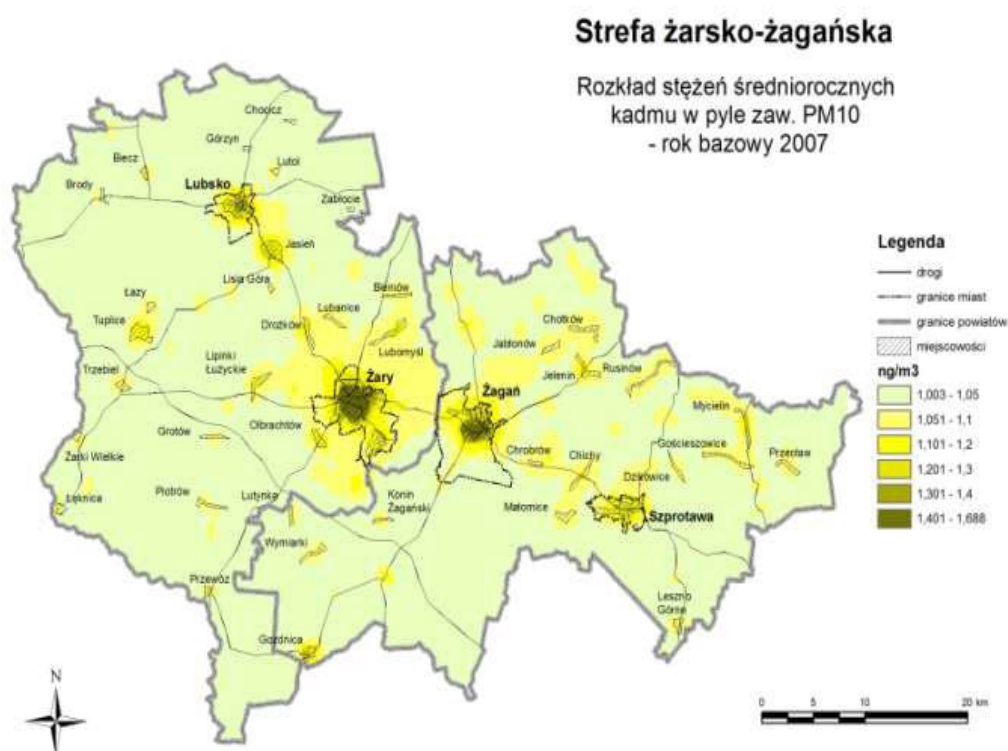 Strefa żarsko-żagańska
Rozkład stężeń średniorocznych
kadmu w pyle zaw. PM10
- rok bazowy 2007
Chocicz
Górzyn
Biecz
Lutol
Brody
Lubsko
Zabłocie
Jasień
Lisia Góra
Łazy
Bieniów
Tuplice
Lubanice
Drożków
Chotków
Lubomyśl
Jabłonów
Trzebiel
Lipinki
Łużyckie
Jelenin
Rusinów
Żary
Żagań
Mycielin
Olbrachtów
Grotów
Gościeszowice
Chrobrów
Chichy
Przecław
Żarki Wielkie
Dzikowice
Łęknica
Piotrów
Lutynka
Konin
Żagański
Małomice
Szprotawa
Wymiarki
Przewóz
Leszno
Górne
Gozdnica
Legenda
drogi
granice miast
granice powiatów
miejscowości
ng/m3
1,003 - 1,05
1,051 - 1,1
1,101 - 1,2
1,201 - 1,3
1,301 - 1,4
1,401 - 1,688
N
0 5 10 20 km